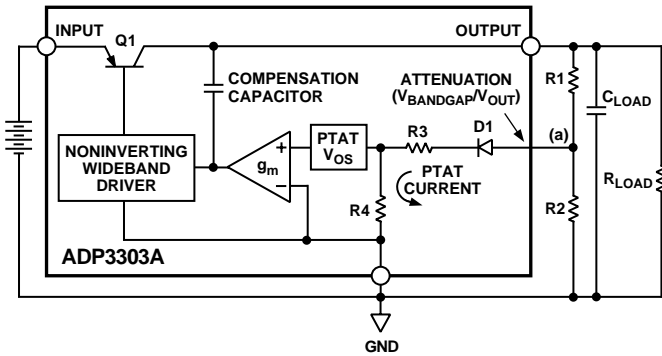 INPUT
Q1
OUTPUT
COMPENSATION
CAPACITOR
ATTENUATION
(VBANDGAP/VOUT)
R1
CLOAD
RLOAD
(a)
D1
R3
PTAT
VOS
gm
+
−
NONINVERTING
WIDEBAND
DRIVER
PTAT
CURRENT
R4
R2
ADP3303A
GND